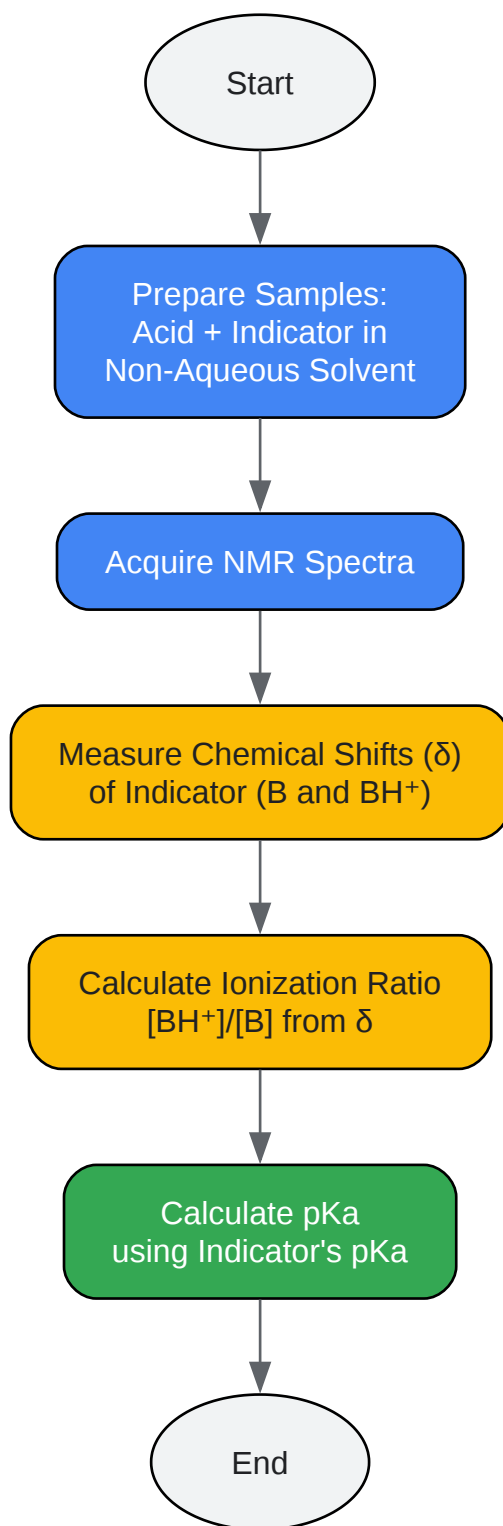 Start
Prepare Samples:
Acid + Indicator in
Non-Aqueous Solvent
Acquire NMR Spectra
Measure Chemical Shifts (δ)
of Indicator (B and BH⁺)
Calculate Ionization Ratio
[BH⁺]/[B] from δ
Calculate pKa
using Indicator's pKa
End